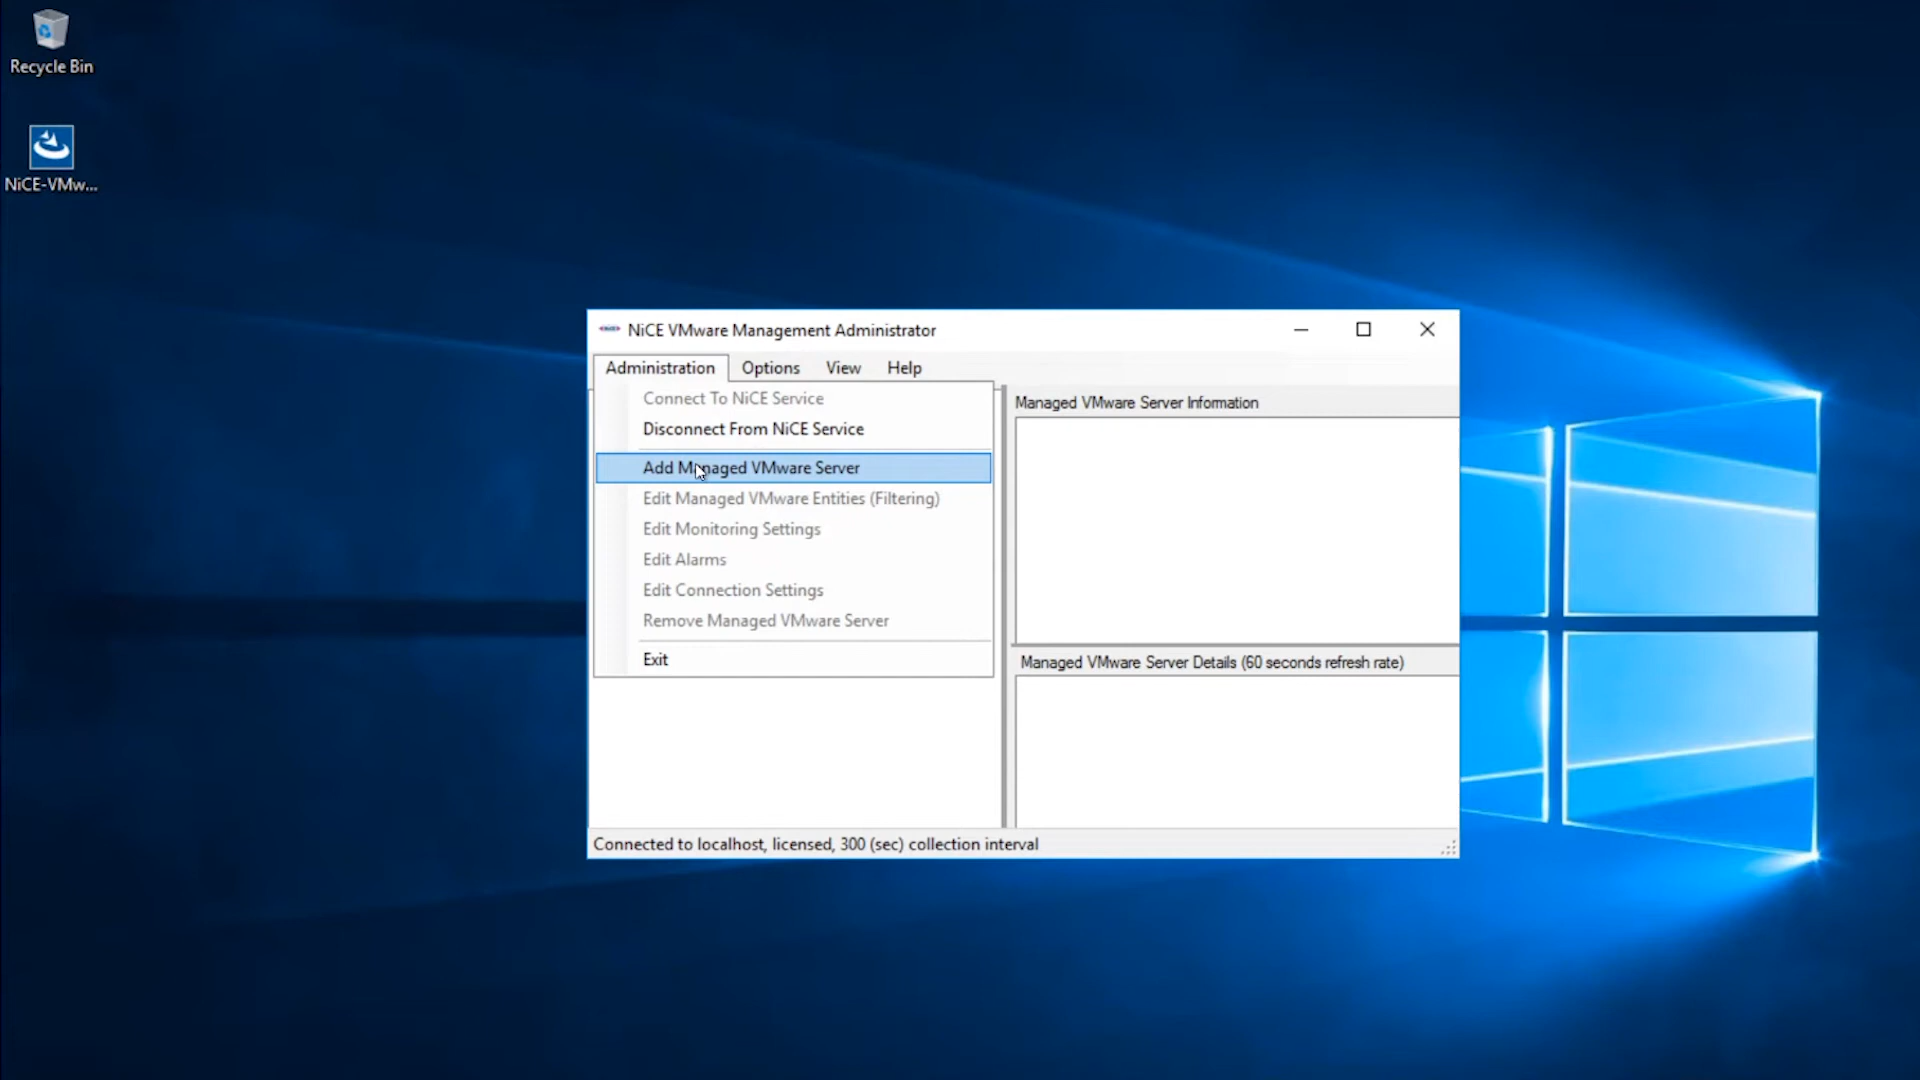 Recycle Bin
NiCE-VMw...
NiCE VMware Management Administrator
Administration
Options
View
Help
Connect To NiCE Service
Disconnect From NiCE Service
Add Managed VMware Server
Edit Managed VMware Entities (Filtering)
Edit Monitoring Settings
Edit Alarms
Edit Connection Settings
Remove Managed VMware Server
Exit
Managed VMware Server Information
Managed VMware Server Details (60 seconds refresh rate)
Connected to localhost, licensed, 300 (sec) collection interval